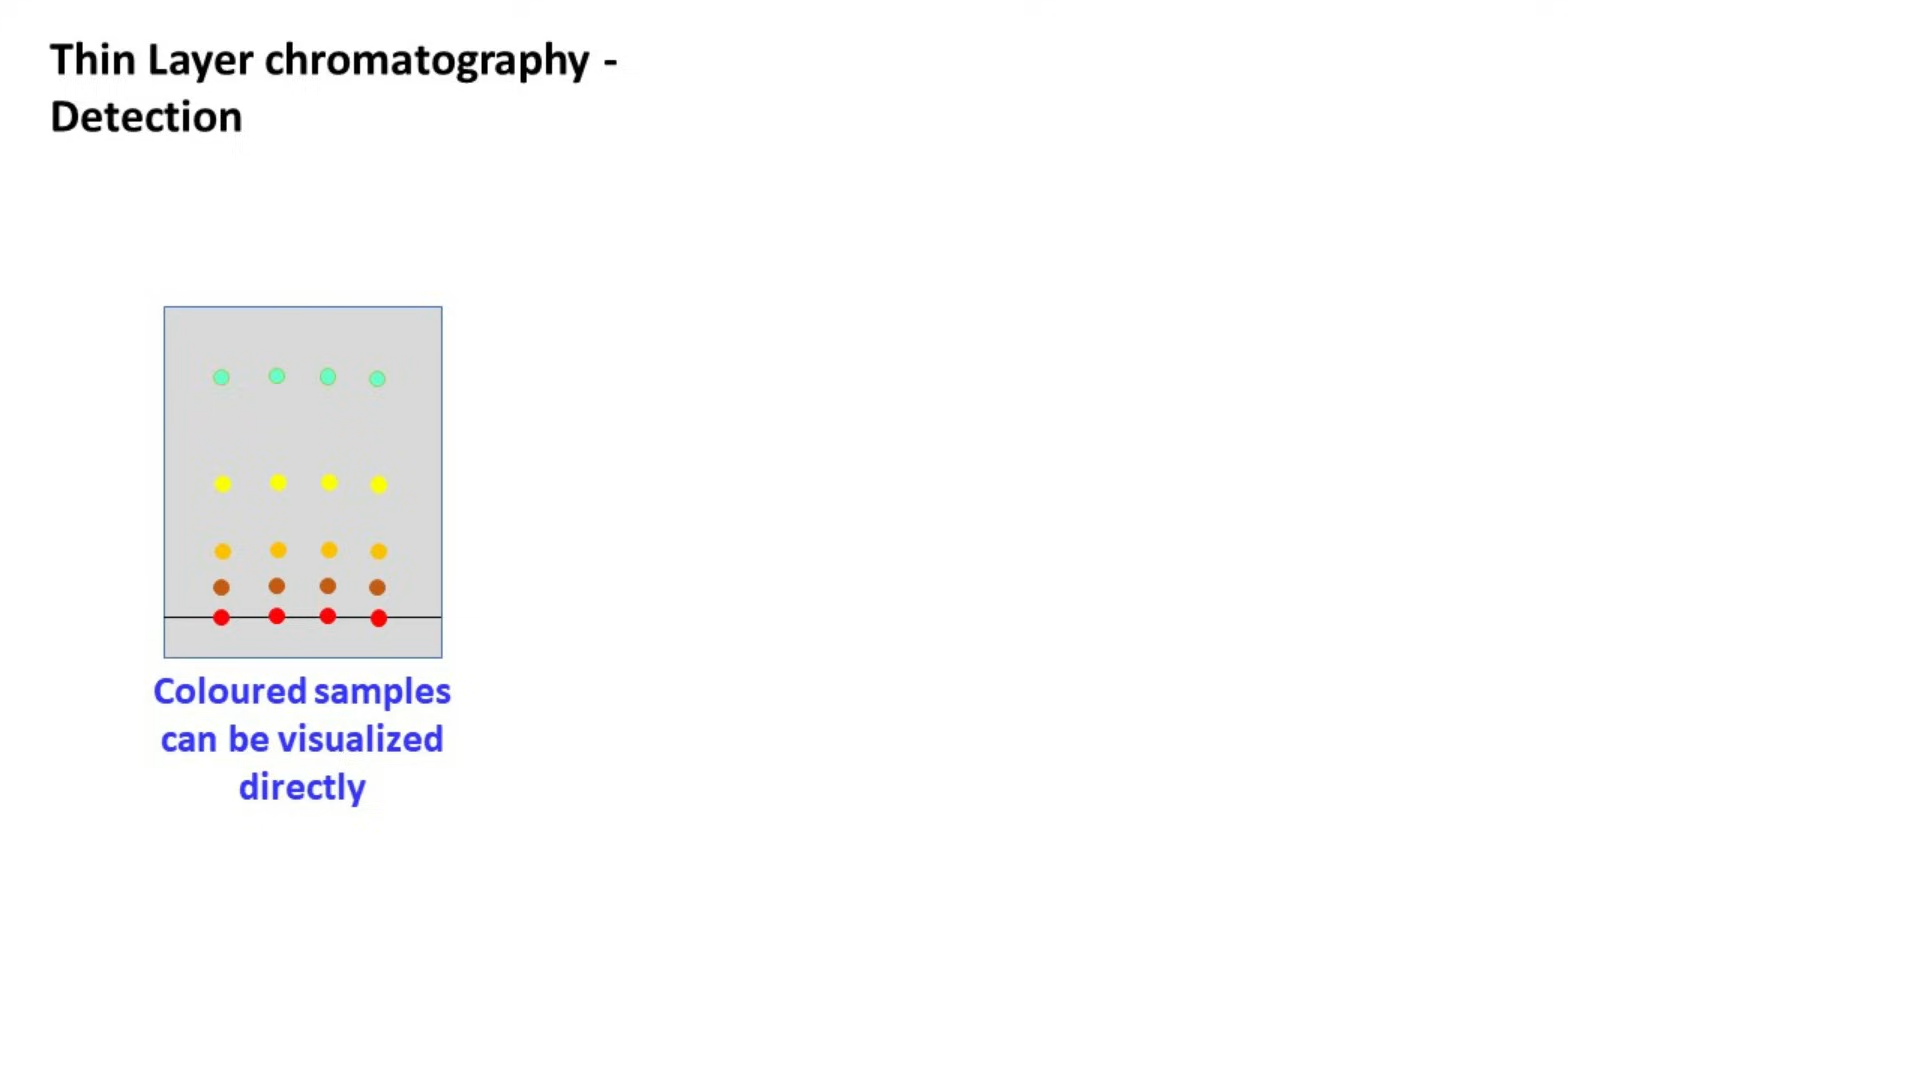 Thin Layer chromatography -
Detection
Coloured samples
can be visualized
directly